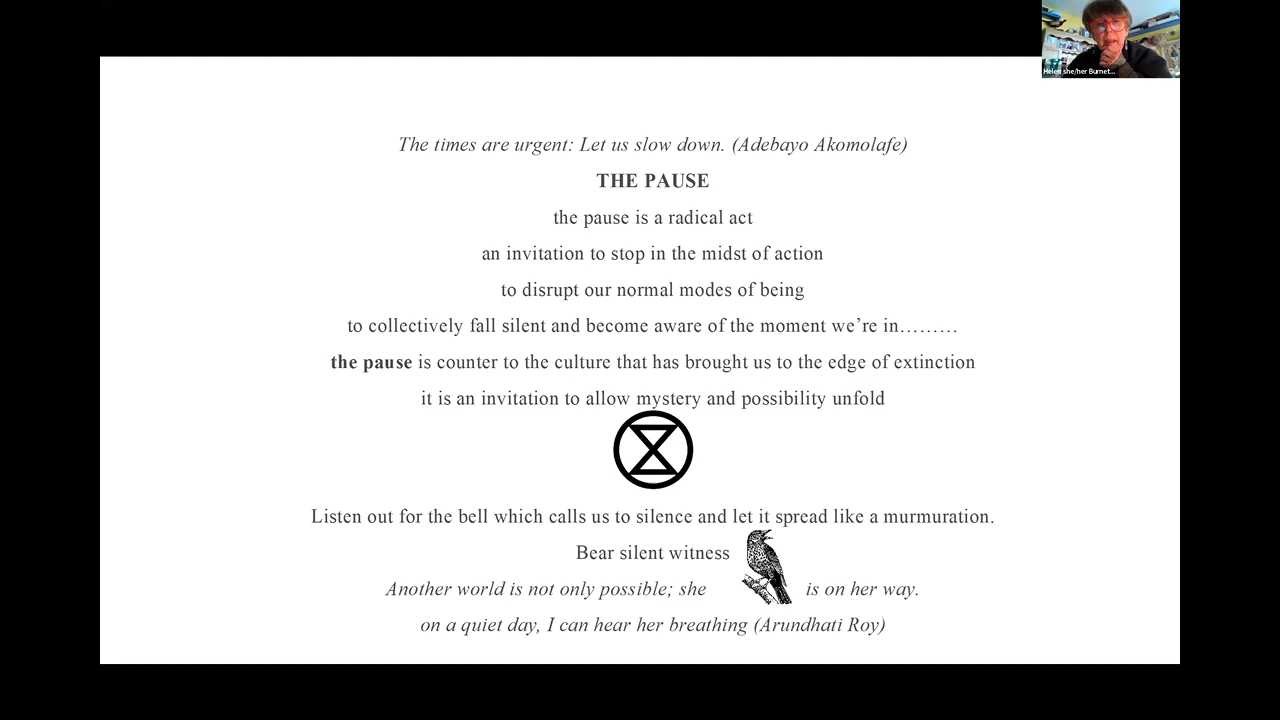 Helen she/her Burnet...
The times are urgent: Let us slow down. (Adebayo Akomolafe)
THE PAUSE
the pause is a radical act
an invitation to stop in the midst of action
to disrupt our normal modes of being
to collectively fall silent and become aware of the moment we’re in………
the pause is counter to the culture that has brought us to the edge of extinction
it is an invitation to allow mystery and possibility unfold
Listen out for the bell which calls us to silence and let it spread like a murmuration.
Bear silent witness
Another world is not only possible; she is on her way.
on a quiet day, I can hear her breathing (Arundhati Roy)